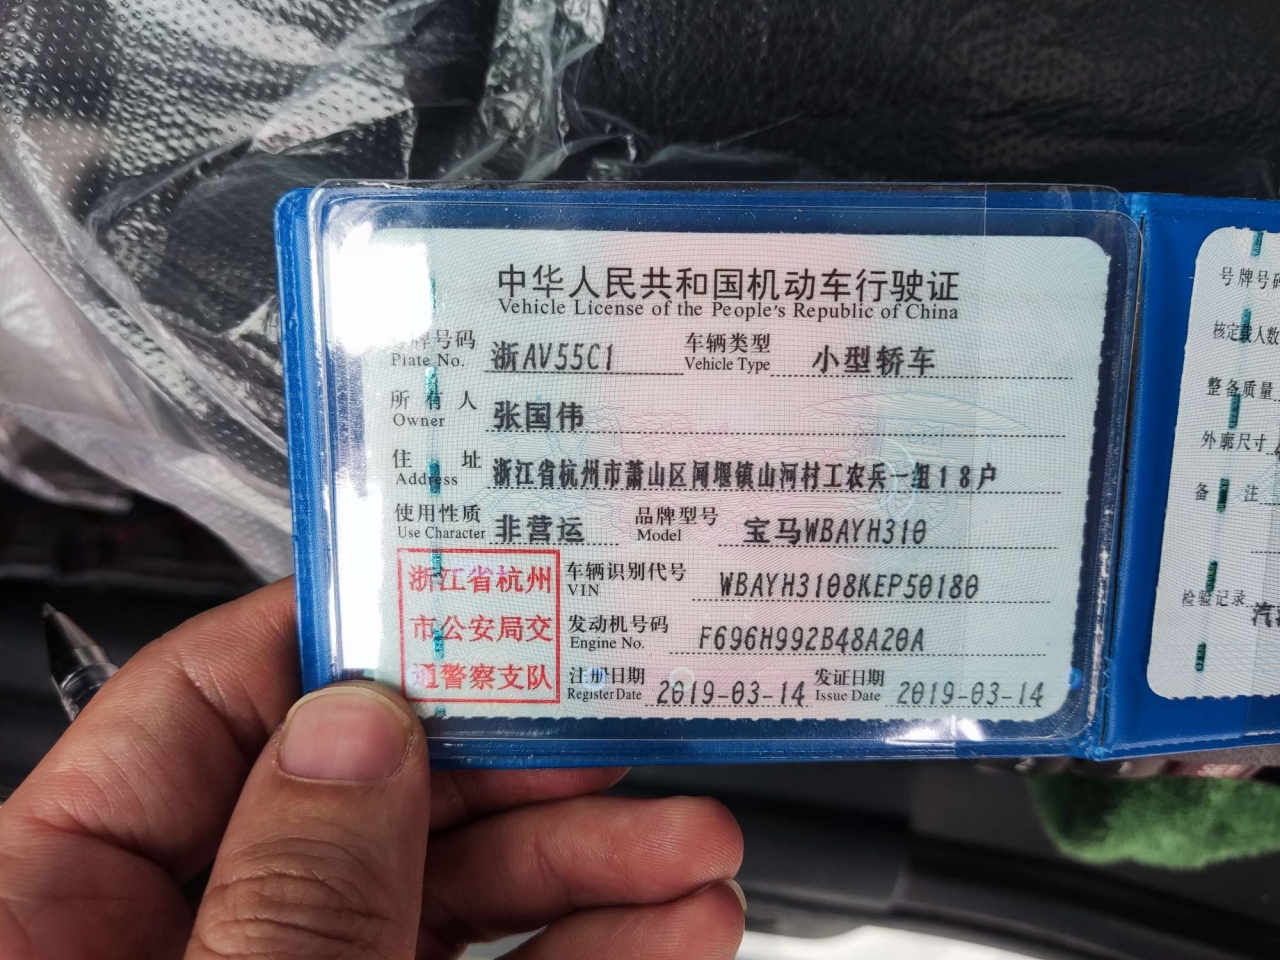 中华人民共和国机动车行驶证
Vehicle License of the People's Republic of China
号牌号码 浙AV55C1 车辆类型 小型轿车
Plate No. Vehicle Type
所有人 张国伟
Owner
住址 浙江省杭州市萧山区闻堰镇山河村工农兵一组18户
Address
使用性质 非营运 品牌型号 宝马WBAYH310
Use Character Model
浙江省杭州
市公安局交
通警察支队
车辆识别代号 WBAYH3108KEP50180
VIN
发动机号码 F696H992B48A20A
Engine No.
注册日期 2019-03-14 发证日期 2019-03-14
Register Date Issue Date
号牌号码
核定载人数
整备质量
外廓尺寸
备注
检验记录